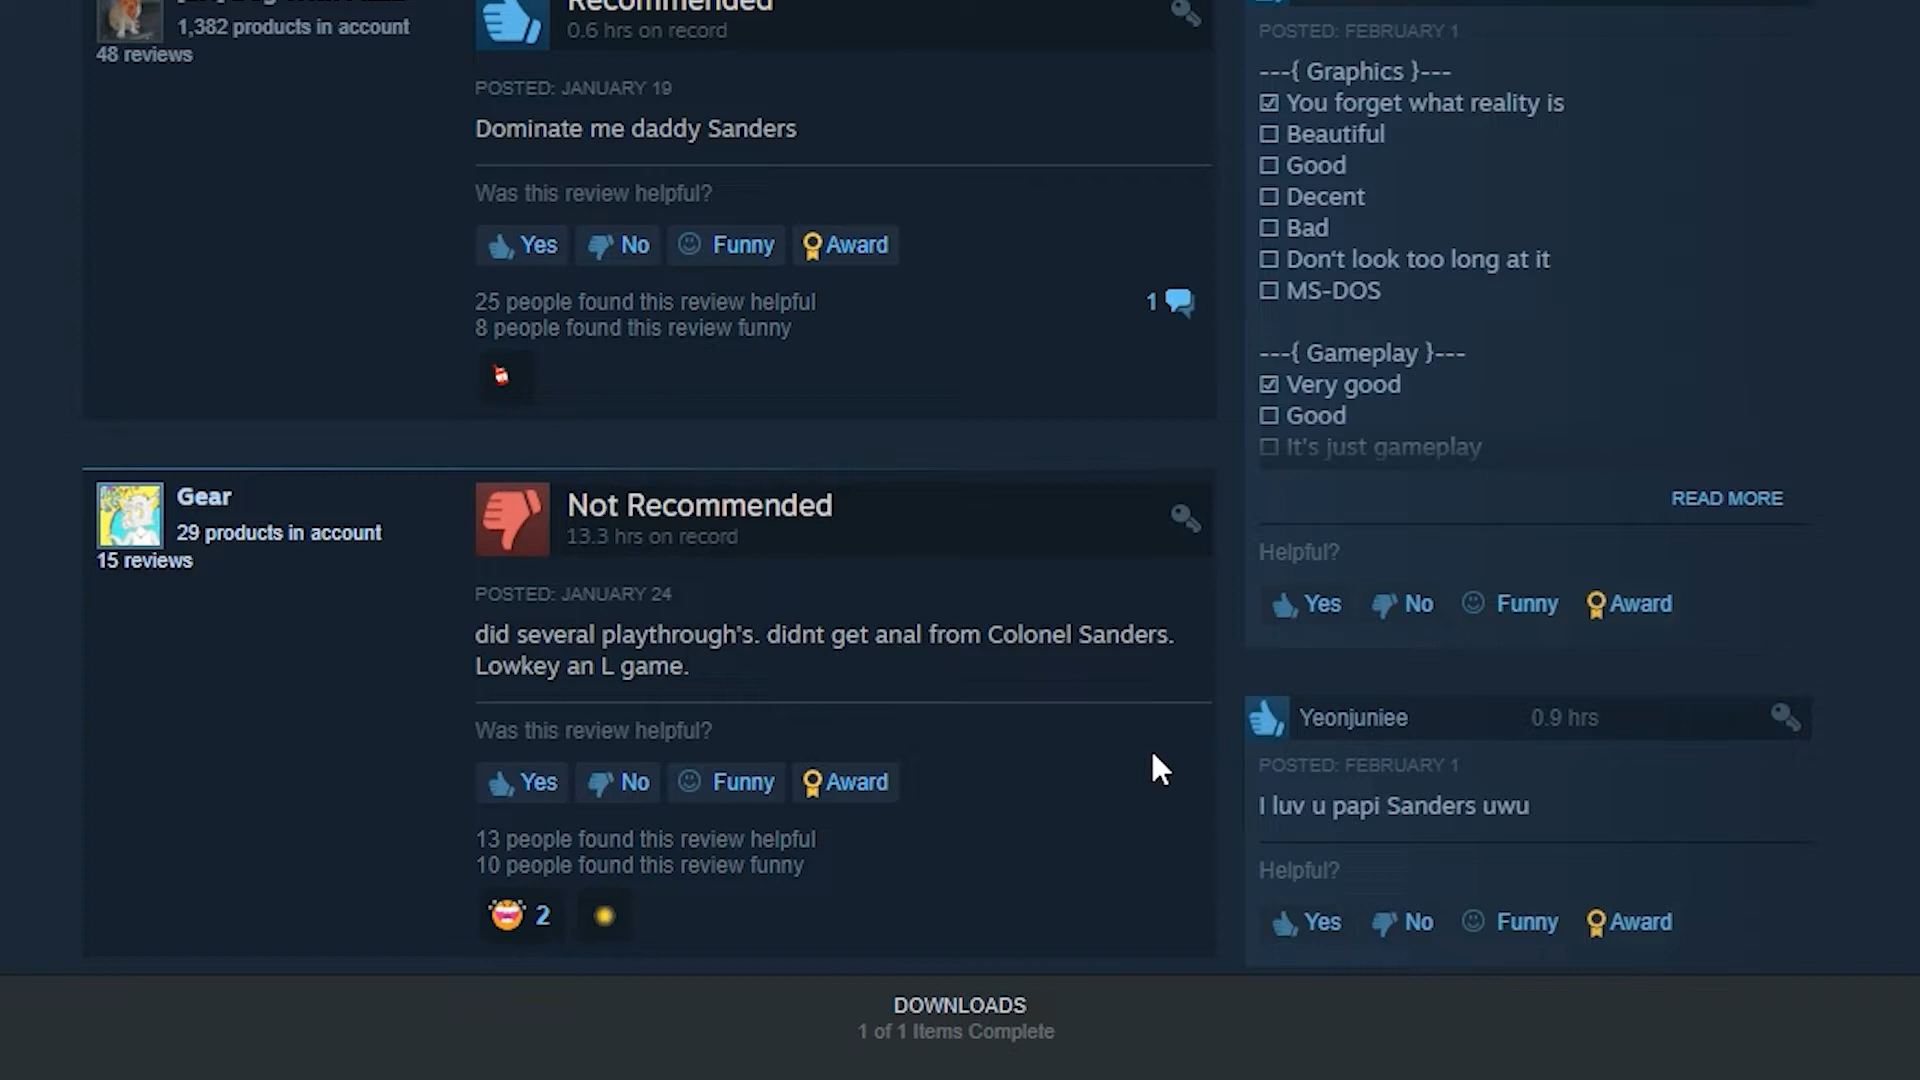 1,382 products in account
48 reviews
Recommended
0.6 hrs on record
POSTED: JANUARY 19
Dominate me daddy Sanders
Was this review helpful?
Yes
No
Funny
Award
25 people found this review helpful
8 people found this review funny
1
Gear
29 products in account
15 reviews
Not Recommended
13.3 hrs on record
POSTED: JANUARY 24
did several playthrough's. didnt get anal from Colonel Sanders.
Lowkey an L game.
Was this review helpful?
Yes
No
Funny
Award
13 people found this review helpful
10 people found this review funny
2
POSTED: FEBRUARY 1
---{ Graphics }---
☑ You forget what reality is
☐ Beautiful
☐ Good
☐ Decent
☐ Bad
☐ Don‘t look too long at it
☐ MS-DOS
---{ Gameplay }---
☑ Very good
☐ Good
☐ It's just gameplay
READ MORE
Helpful?
Yes
No
Funny
Award
Yeonjuniee
0.9 hrs
POSTED: FEBRUARY 1
I luv u papi Sanders uwu
Helpful?
Yes
No
Funny
Award
DOWNLOADS
1 of 1 Items Complete